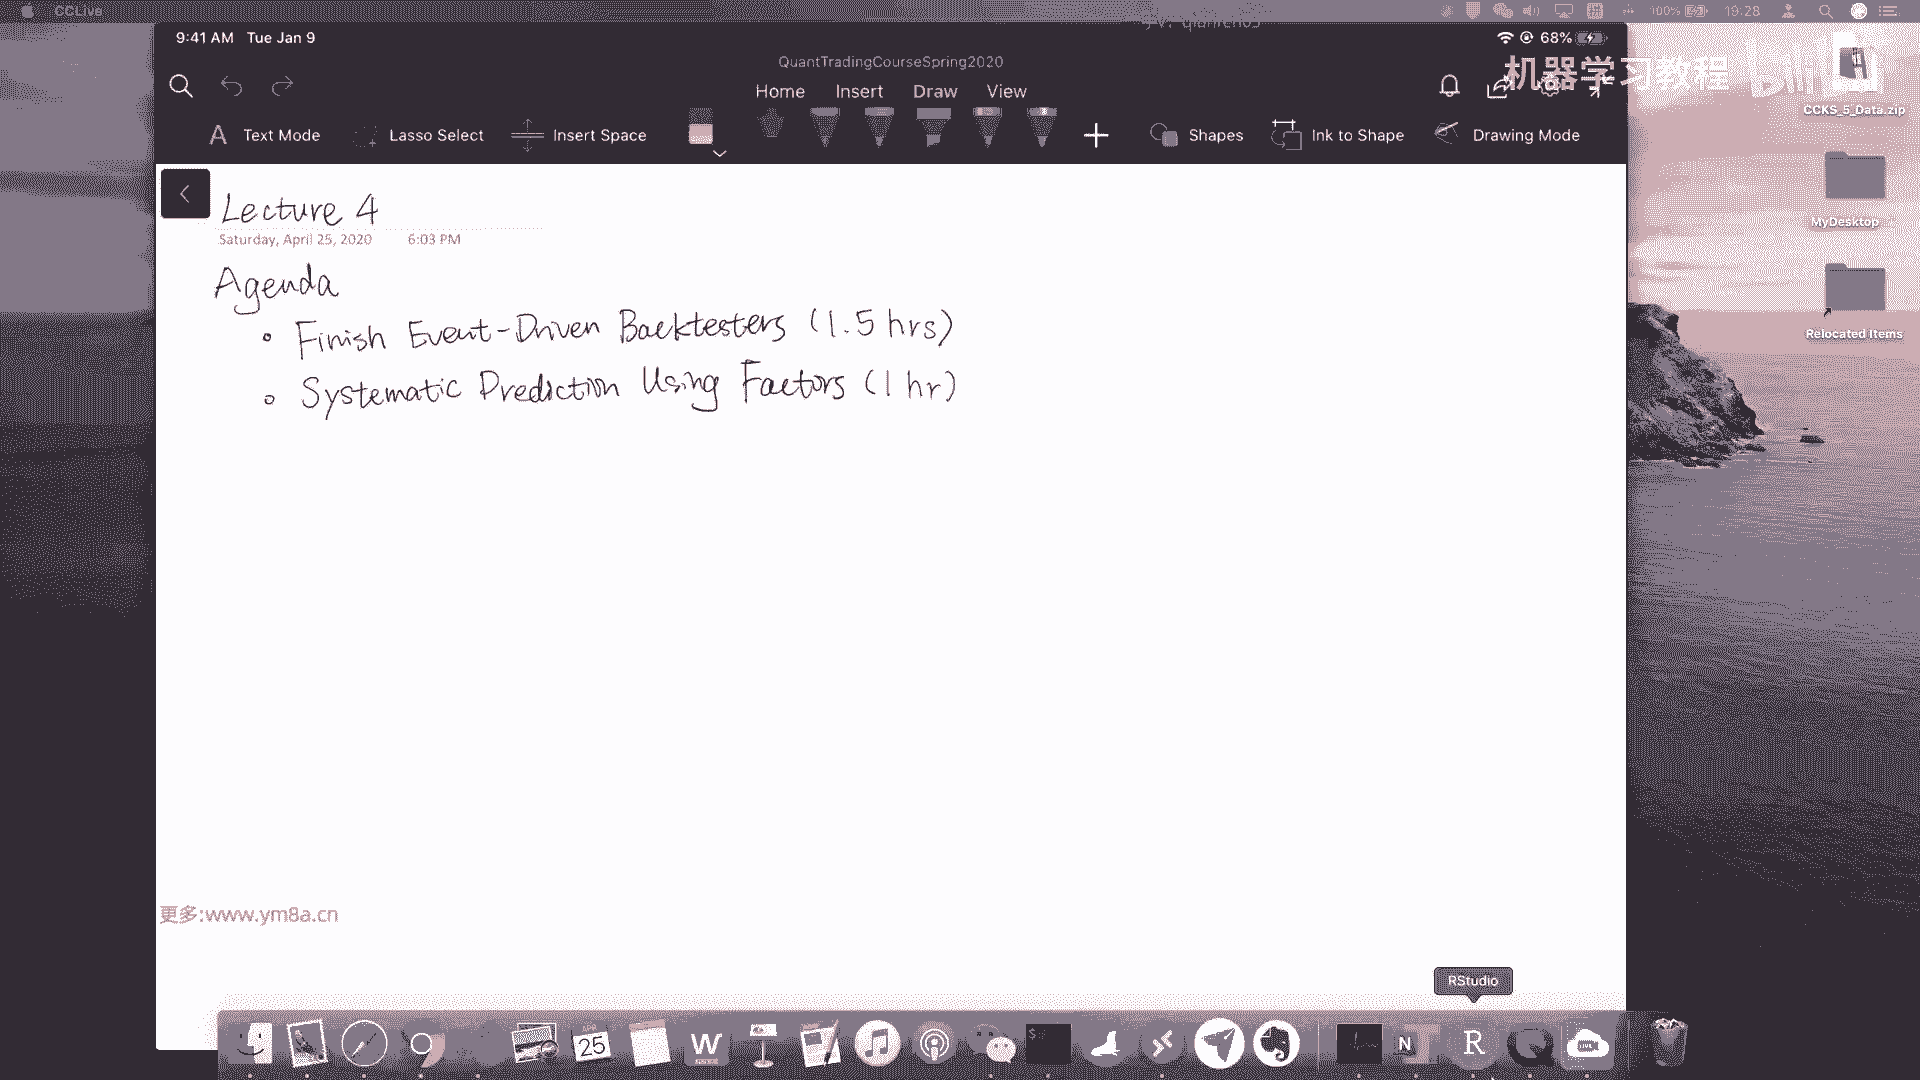 CCLive
100%
19:28
9:41 AM Tue Jan 9
68%
QuantTradingCourseSpring2020
机器学习教程
bilibili
Home Insert Draw View
CCKS_5_Data.zip
Text Mode Lasso Select Insert Space Shapes Ink to Shape Drawing Mode
Lecture 4
MyDesktop
Saturday, April 25, 2020 6:03 PM
Agenda
Finish Event-Driven Backtesters (1.5 hrs)
Relocated Items
Systematic Prediction Using Factors (1 hr)
更多:www.ym8a.cn
RStudio
APR
25
W
$
N
R
LIVE